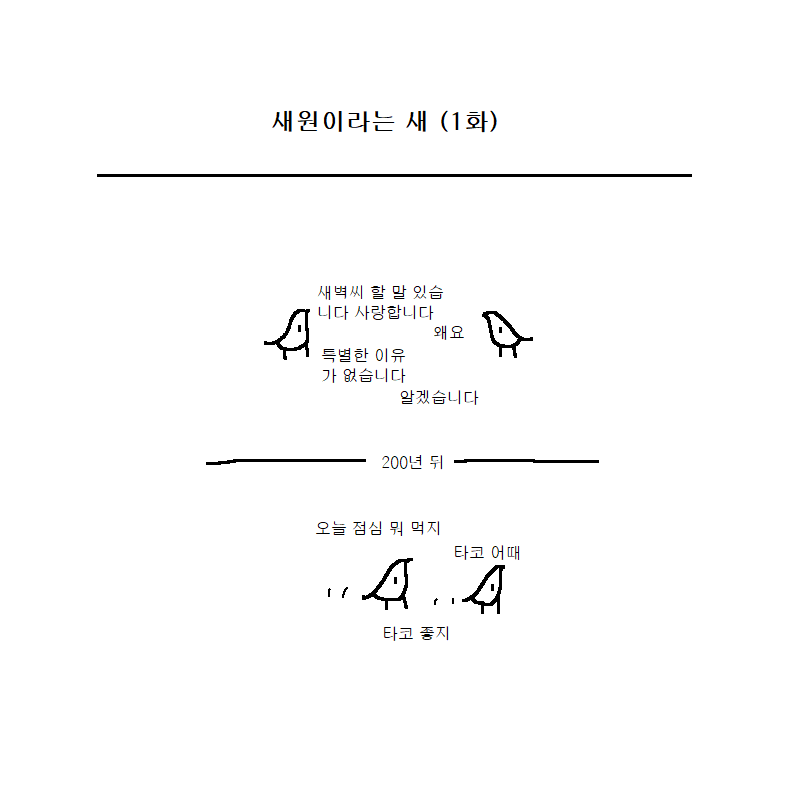 새원이라는 새 (1화)
새벽씨 할 말 있습
니다 사랑합니다
왜요
특별한 이유
가 없습니다
알겠습니다
200년 뒤
오늘 점심 뭐 먹지
타코 어때
타코 좋지